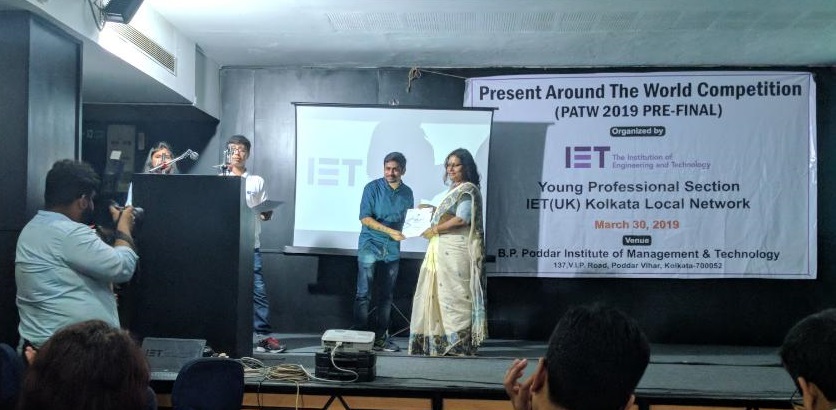 Present Around The World Competition
(PATW 2019 PRE-FINAL)
Organized by
IET The Institution of
Engineering and Technology
Young Professional Section
IET(UK) Kolkata Local Network
March 30, 2019
Venue
B.P. Poddar Institute of Management & Technology
137,V.I.P. Road, Poddar Vihar, Kolkata-700052
IET